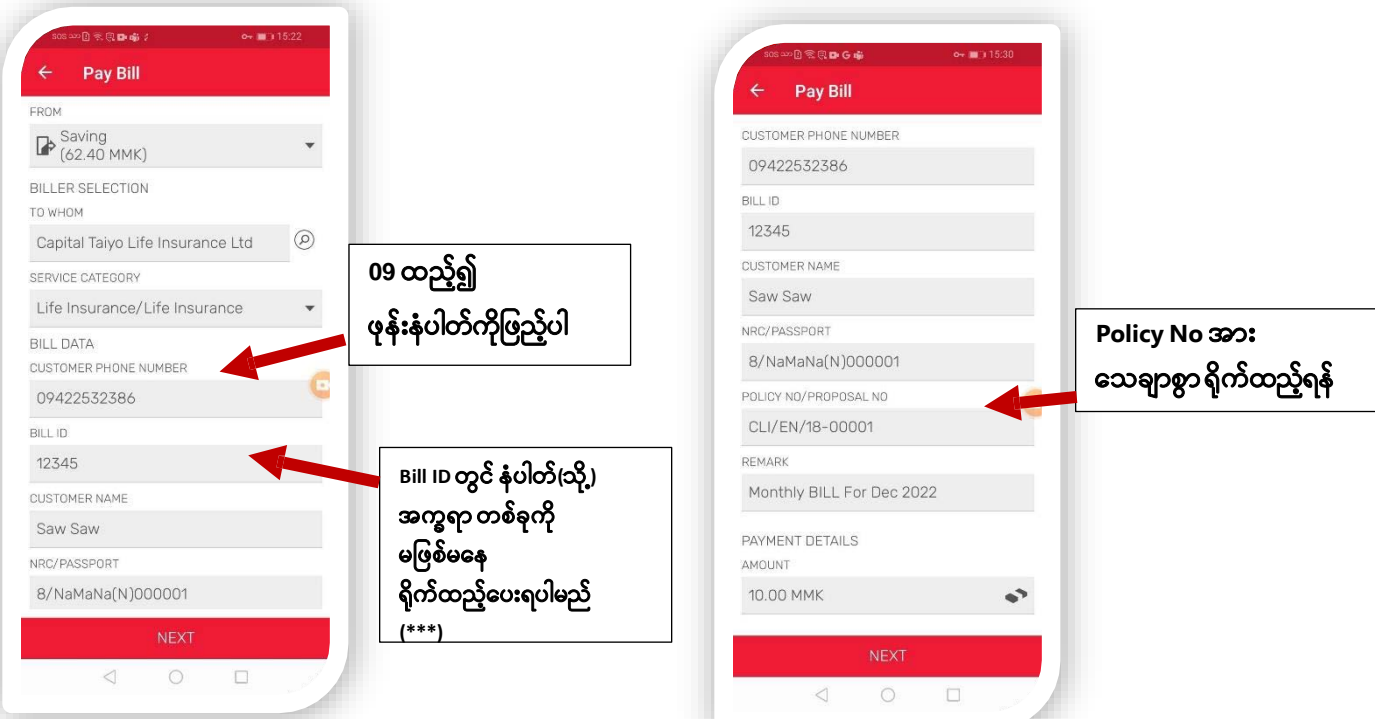 15:22
Pay Bill
FROM
Saving
(62.40 MMK)
BILLER SELECTION
TO WHOM
Capital Taiyo Life Insurance Ltd
SERVICE CATEGORY
Life Insurance/Life Insurance
BILL DATA
CUSTOMER PHONE NUMBER
09422532386
BILL ID
12345
CUSTOMER NAME
Saw Saw
NRC/PASSPORT
8/NaMaNa(N)000001
NEXT
09 ထည့်၍
ဖုန်းနံပါတ်ကိုဖြည့်ပါ
Bill ID တွင် နံပါတ်(သို့)
အက္ခရာ တစ်ခုကို
မဖြစ်မနေ
ရိုက်ထည့်ပေးရပါမည်
(***)
15:30
Pay Bill
CUSTOMER PHONE NUMBER
09422532386
BILL ID
12345
CUSTOMER NAME
Saw Saw
NRC/PASSPORT
8/NaMaNa(N)000001
POLICY NO/PROPOSAL NO
CLI/EN/18-00001
REMARK
Monthly BILL For Dec 2022
PAYMENT DETAILS
AMOUNT
10.00 MMK
NEXT
Policy No အား
သေချာစွာ ရိုက်ထည့်ရန်